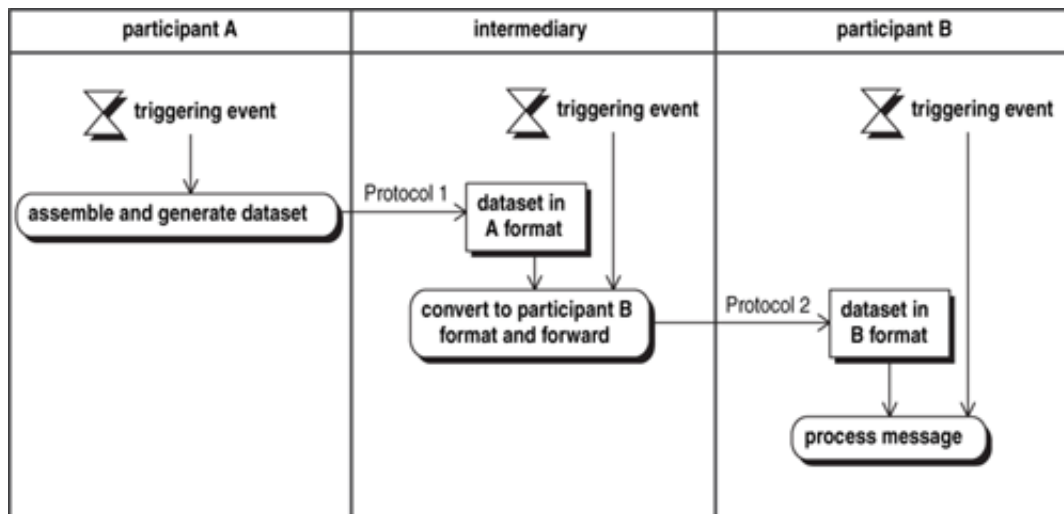 participant A
intermediary
participant B
triggering event
triggering event
triggering event
assemble and generate dataset
Protocol 1
dataset in
A format
convert to participant B
format and forward
Protocol 2
dataset in
B format
process message